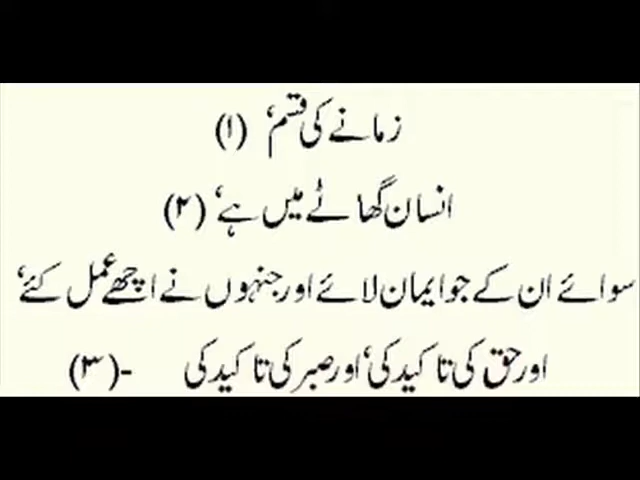 زمانے کی قسم، (۱)
انسان گھاٹے میں ہے، (۲)
سوائے ان کے جو ایمان لائے اور جنہوں نے اچھے عمل کئے،
اور حق کی تاکید کی، اور صبر کی تاکید کی -(۳)